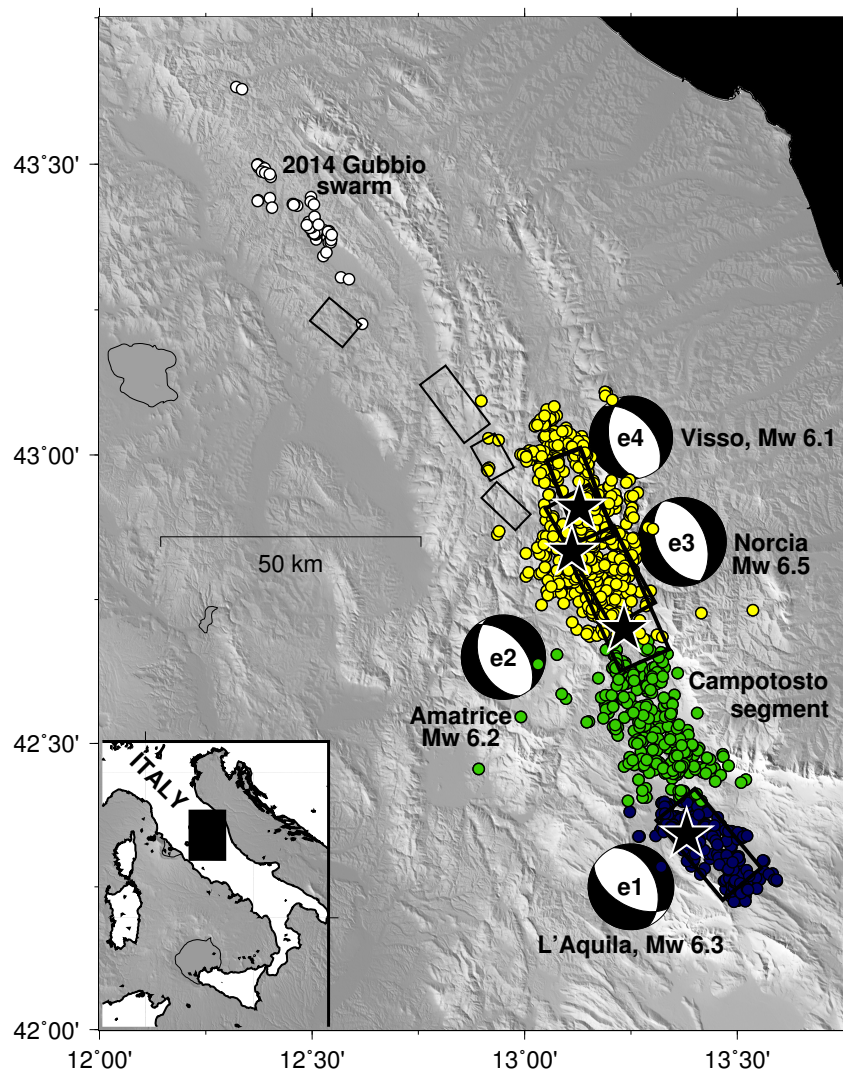 43°30'
2014 Gubbio
swarm
43°00'
e4
Visso, Mw 6.1
e3
Norcia
Mw 6.5
50 km
e2
Amatrice
Mw 6.2
Campotosto
segment
42°30'
ITALY
e1
L'Aquila, Mw 6.3
42°00'
12°00'
12°30'
13°00'
13°30'